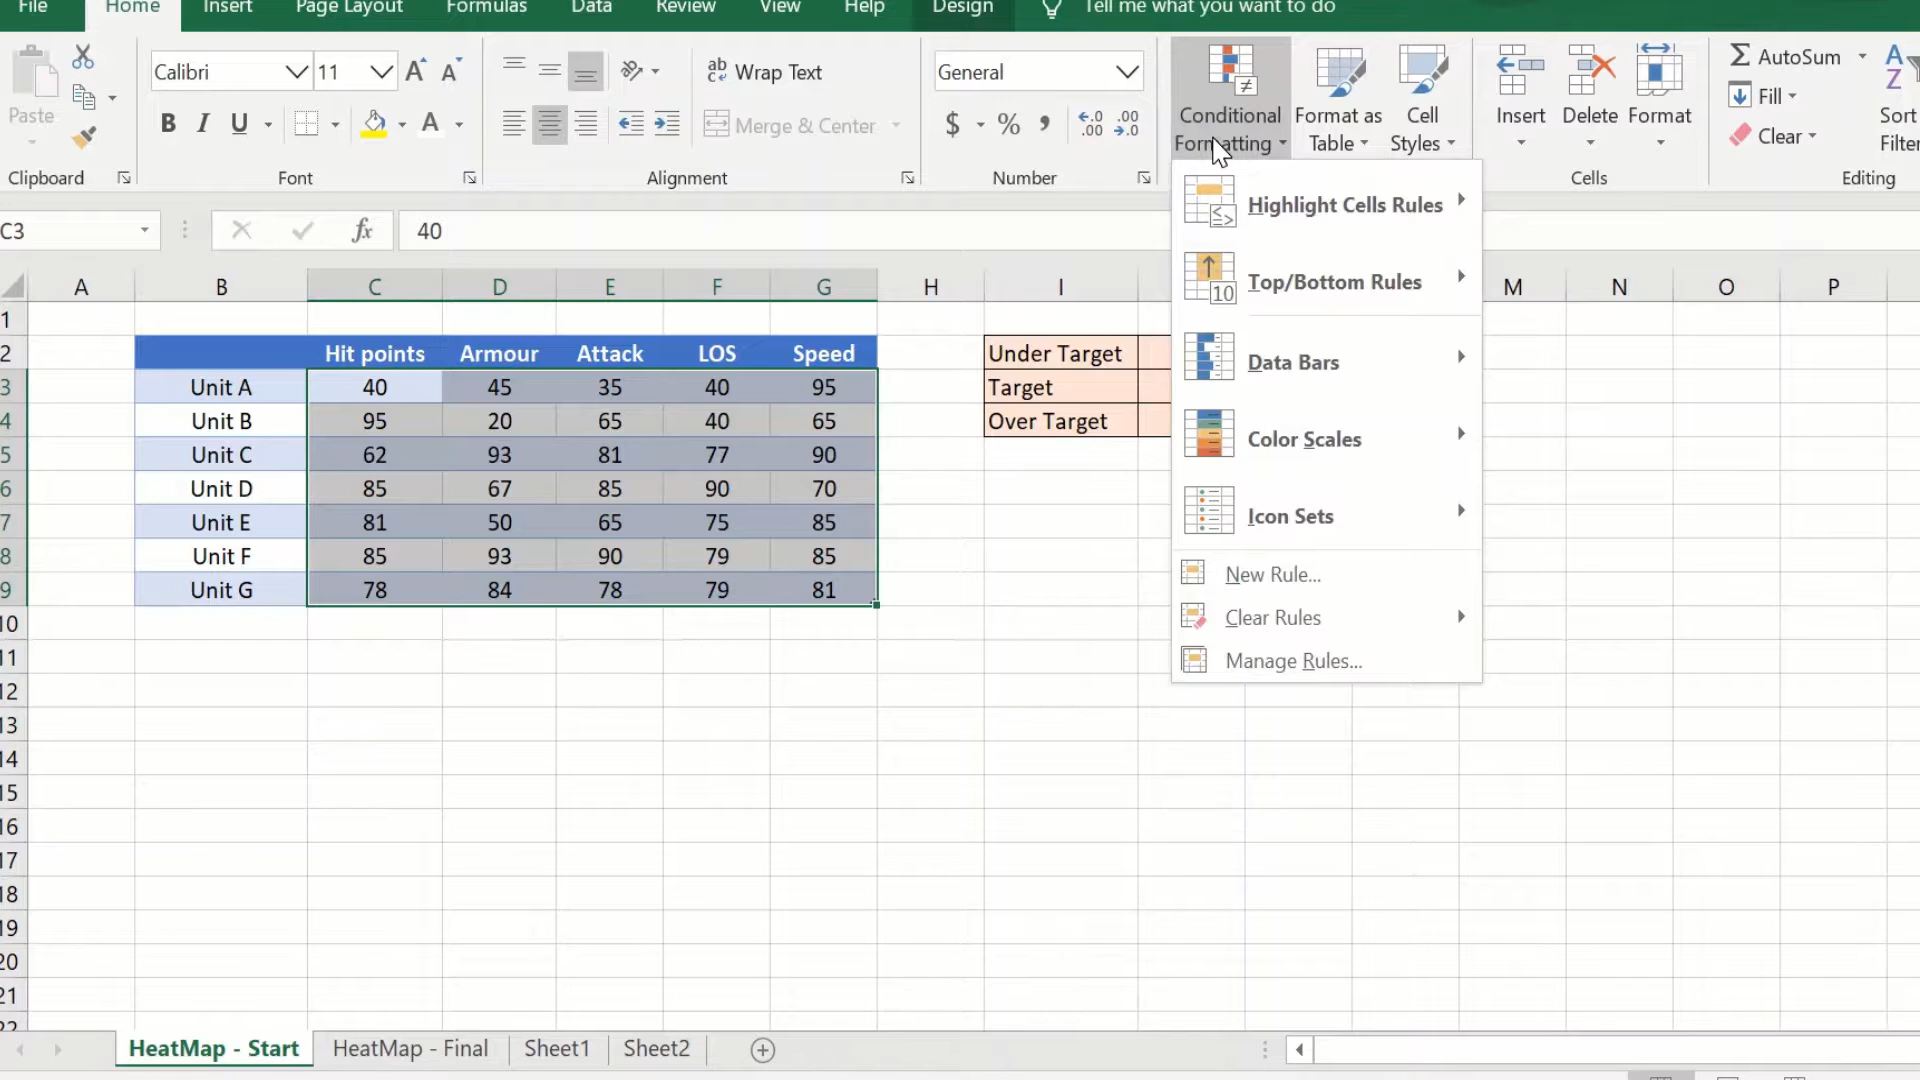 File Home Insert Page Layout Formulas Data Review View Help Design Tell me what you want to do
Paste
Clipboard
Calibri 11 A A
B I U A
Font
ab Wrap Text
Merge & Center
Alignment
General
$ % ,
Number
Conditional Formatting
Format as Table
Cell Styles
Insert Delete Format
Cells
AutoSum
Fill
Clear
Sort
Filter
Editing
C3 fx 40
A B C D E F G H I M N O P
1
2 Hit points Armour Attack LOS Speed Under Target
3 Unit A 40 45 35 40 95 Target
4 Unit B 95 20 65 40 65 Over Target
5 Unit C 62 93 81 77 90
6 Unit D 85 67 85 90 70
7 Unit E 81 50 65 75 85
8 Unit F 85 93 90 79 85
9 Unit G 78 84 78 79 81
10
11
12
13
14
15
16
17
18
19
20
21
22
Highlight Cells Rules
Top/Bottom Rules
Data Bars
Color Scales
Icon Sets
New Rule...
Clear Rules
Manage Rules...
HeatMap - Start HeatMap - Final Sheet1 Sheet2